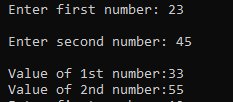 Enter first number: 23
Enter second number: 45
Value of 1st number:33
Value of 2nd number:55